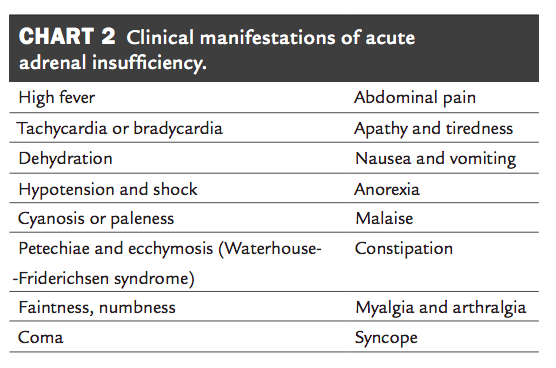 CHART 2 Clinical manifestations of acute
adrenal insufficiency.
High fever Abdominal pain
Tachycardia or bradycardia Apathy and tiredness
Dehydration Nausea and vomiting
Hypotension and shock Anorexia
Cyanosis or paleness Malaise
Petechiae and ecchymosis (Waterhouse- Constipation
-Friderichsen syndrome)
Faintness, numbness Myalgia and arthralgia
Coma Syncope